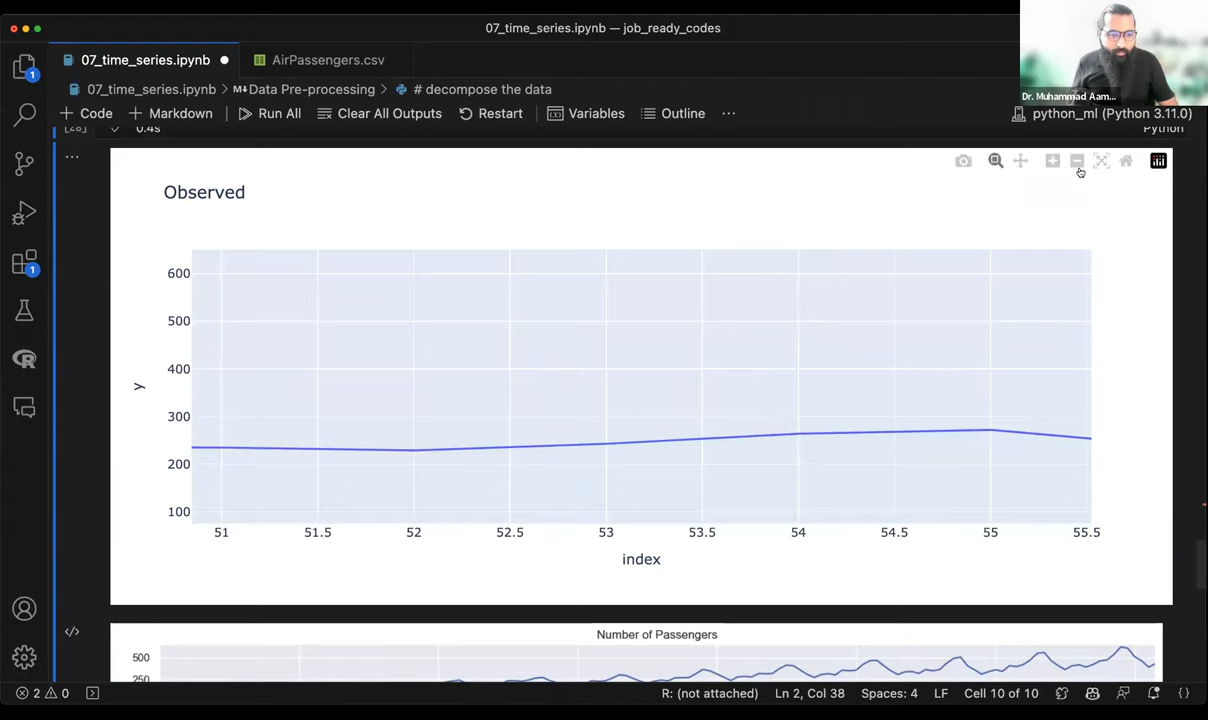 07_time_series.ipynb — job_ready_codes
07_time_series.ipynb
AirPassengers.csv
07_time_series.ipynb > M↓Data Pre-processing > # decompose the data
Code
Markdown
Run All
Clear All Outputs
Restart
Variables
Outline
...
python_ml (Python 3.11.0)
Dr. Muhammad Aam...
[28]
0.4s
Python
...
Observed
600
500
400
300
200
100
y
51 51.5 52 52.5 53 53.5 54 54.5 55 55.5
index
Number of Passengers
500
250
1
1
2 0
R: (not attached)
Ln 2, Col 38
Spaces: 4
LF
Cell 10 of 10